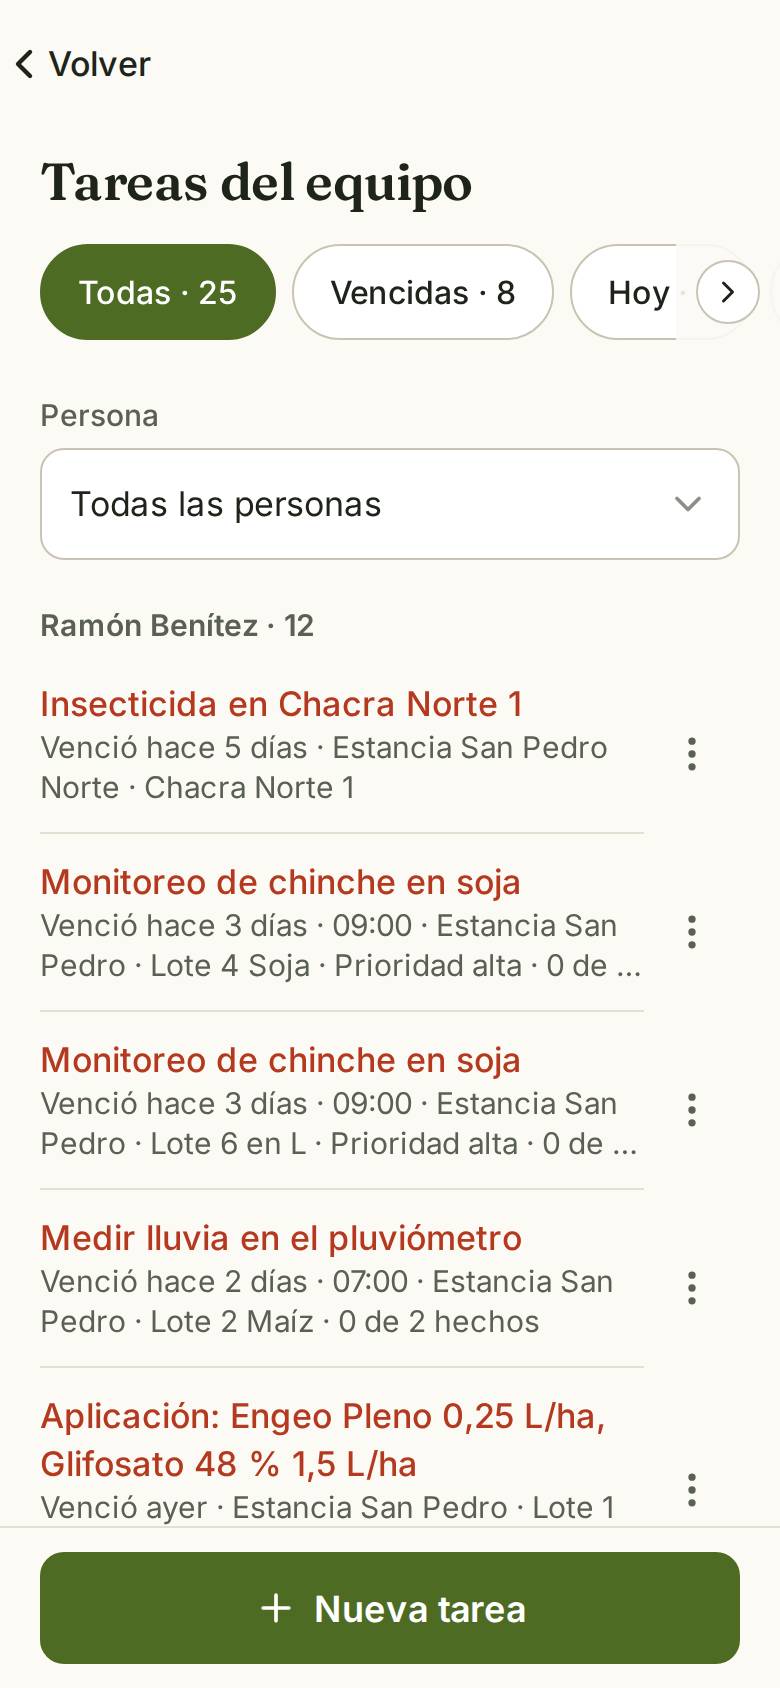 Volver
Tareas del equipo
Todas · 25
Vencidas · 8
Hoy ·
Persona
Todas las personas
Ramón Benítez · 12
Insecticida en Chacra Norte 1
Venció hace 5 días · Estancia San Pedro
Norte · Chacra Norte 1
Monitoreo de chinche en soja
Venció hace 3 días · 09:00 · Estancia San
Pedro · Lote 4 Soja · Prioridad alta · 0 de ...
Monitoreo de chinche en soja
Venció hace 3 días · 09:00 · Estancia San
Pedro · Lote 6 en L · Prioridad alta · 0 de ...
Medir lluvia en el pluviómetro
Venció hace 2 días · 07:00 · Estancia San
Pedro · Lote 2 Maíz · 0 de 2 hechos
Aplicación: Engeo Pleno 0,25 L/ha,
Glifosato 48 % 1,5 L/ha
Venció ayer · Estancia San Pedro · Lote 1
+ Nueva tarea